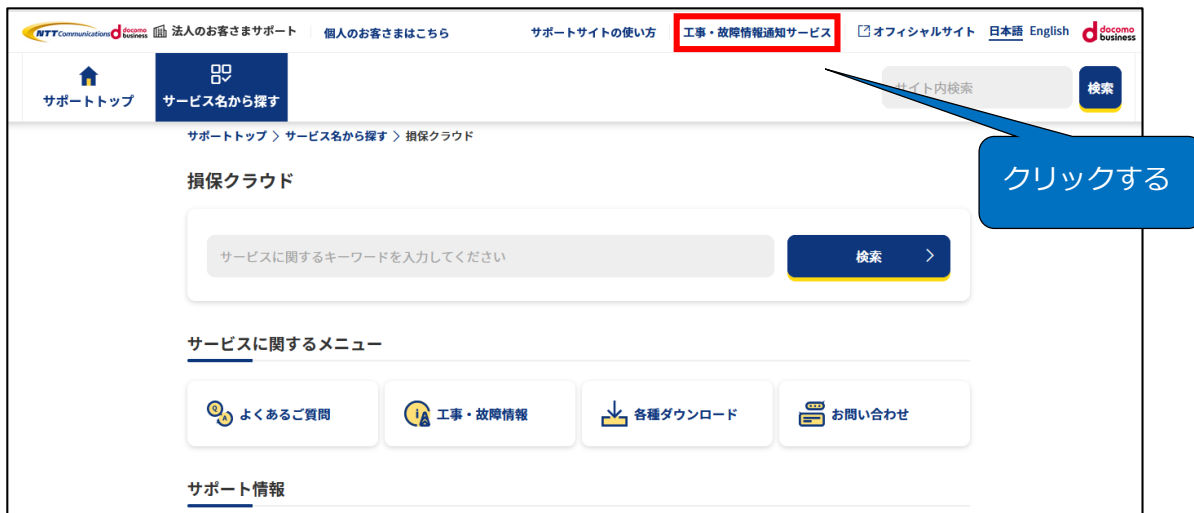 NTT Communications docomo business 法人のお客さまサポート 個人のお客さまはこちら サポートサイトの使い方 工事・故障情報通知サービス オフィシャルサイト 日本語 English docomo business
サポートトップ サービス名から探す サイト内検索 検索
サポートトップ 〉 サービス名から探す 〉 損保クラウド
クリックする
損保クラウド
サービスに関するキーワードを入力してください 検索
サービスに関するメニュー
Q A よくあるご質問 i 工事・故障情報 各種ダウンロード お問い合わせ
サポート情報